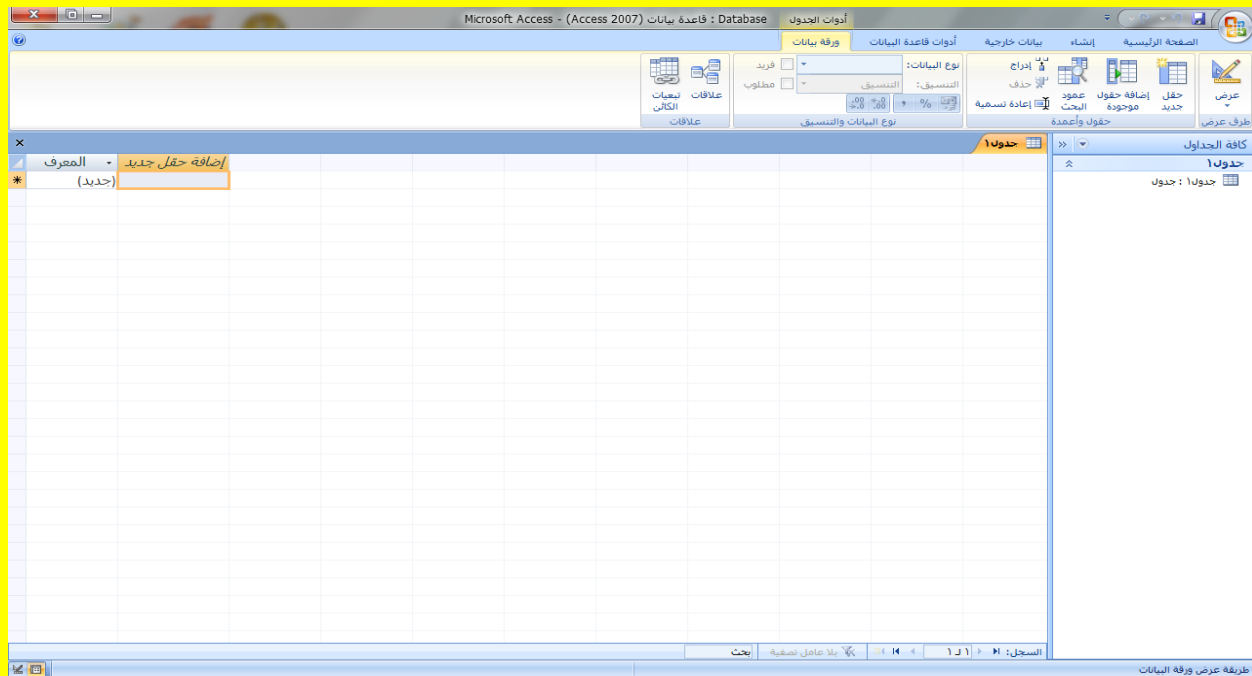 أدوات الجدول Database : قاعدة بيانات (Access 2007) - Microsoft Access
الصفحة الرئيسية إنشاء بيانات خارجية أدوات قاعدة البيانات ورقة بيانات
عرض
طرق عرض
حقل جديد
إضافة حقول موجودة
عمود البحث
إدراج
حذف
إعادة تسمية
حقول وأعمدة
نوع البيانات:
التنسيق: التنسيق
فريد
مطلوب
نوع البيانات والتنسيق
علاقات
تبعيات الكائن
علاقات
كافة الجداول
جدول١
جدول١ : جدول
جدول١
المعرف إضافة حقل جديد
(جديد)
السجل: ١ لـ ١ بلا عامل تصفية بحث
طريقة عرض ورقة البيانات